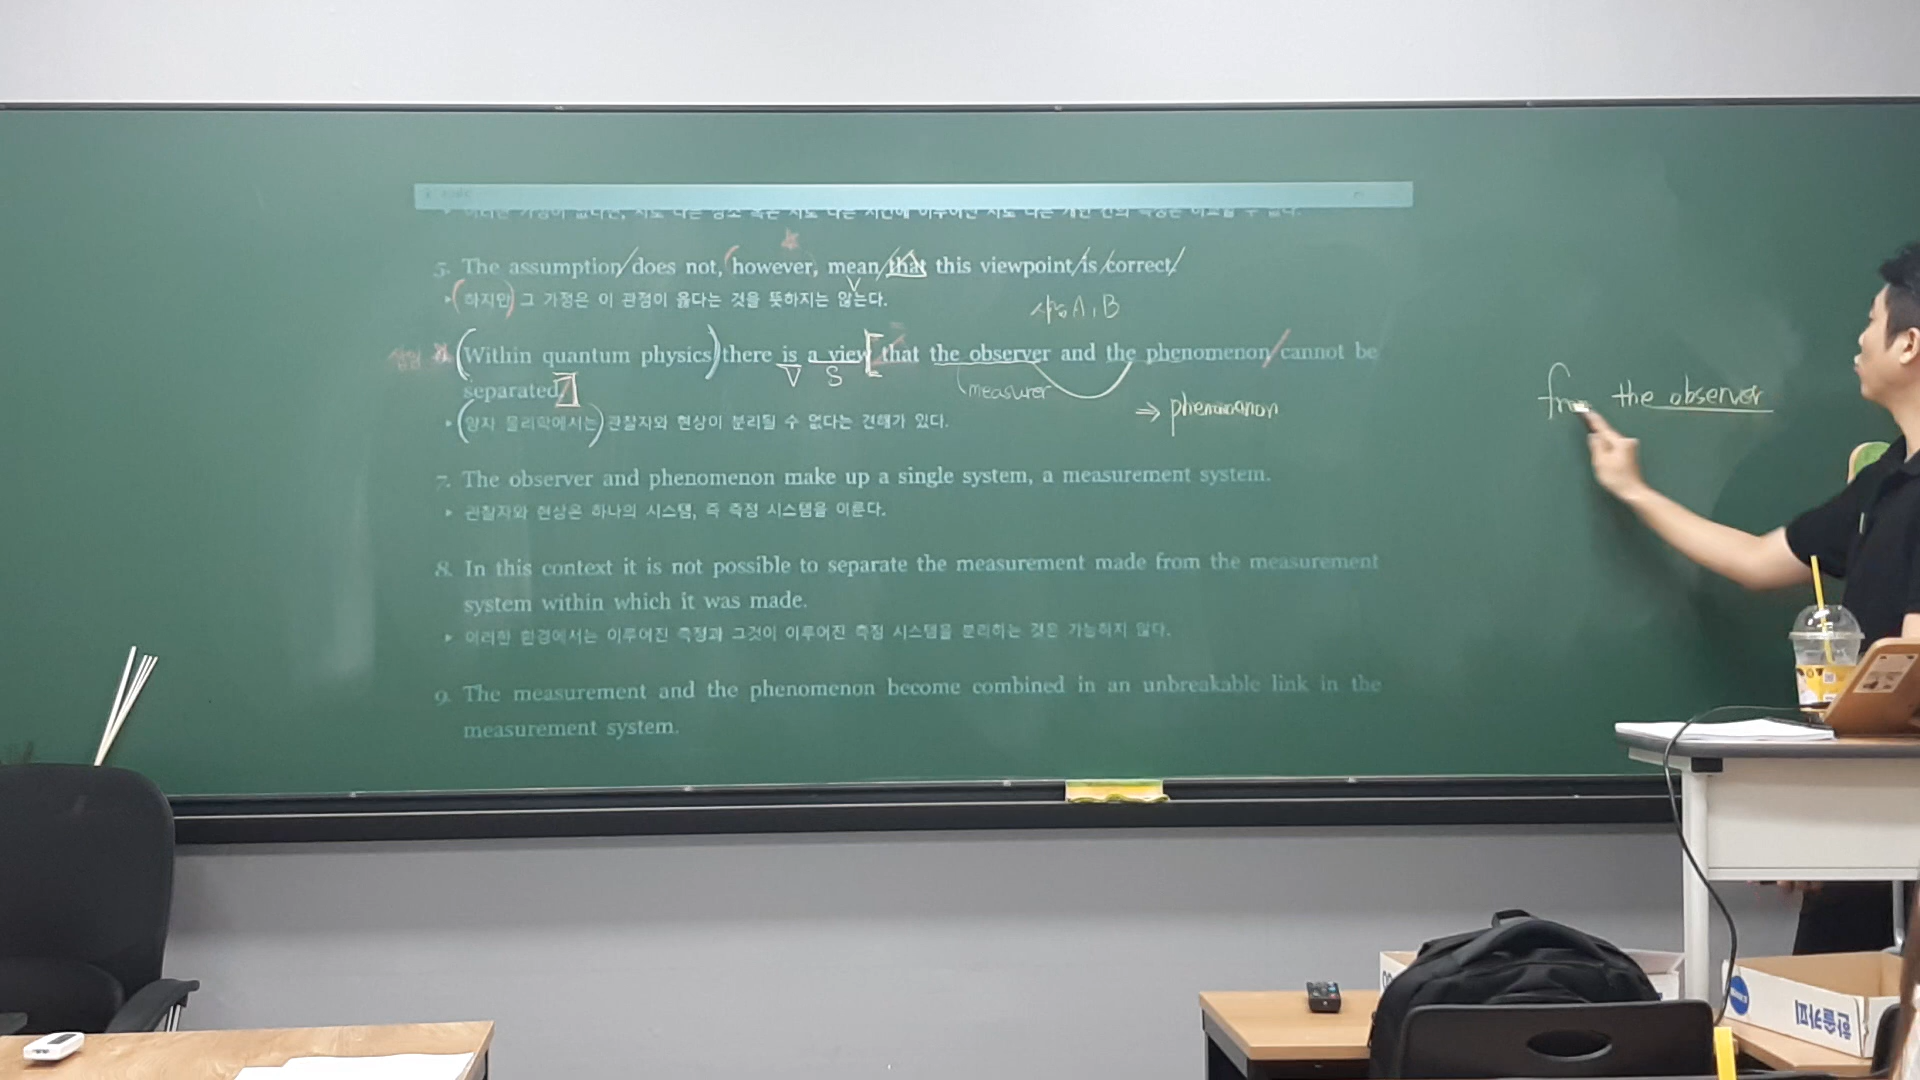 5. The assumption does not, however, mean that this viewpoint is correct.
V
▸ 하지만 그 가정은 이 관점이 옳다는 것을 뜻하지는 않는다.
A, B
Within quantum physics there is a view that the observer and the phenomenon cannot be
V S
separated.
measurer
⇒ phenomenon
from the observer
▸ 양자 물리학에서는 관찰자와 현상이 분리될 수 없다는 견해가 있다.
7. The observer and phenomenon make up a single system, a measurement system.
▸ 관찰자와 현상은 하나의 시스템, 즉 측정 시스템을 이룬다.
8. In this context it is not possible to separate the measurement made from the measurement
system within which it was made.
▸ 이러한 환경에서는 이루어진 측정과 그것이 이루어진 측정 시스템을 분리하는 것은 가능하지 않다.
9. The measurement and the phenomenon become combined in an unbreakable link in the
measurement system.
한솔카피